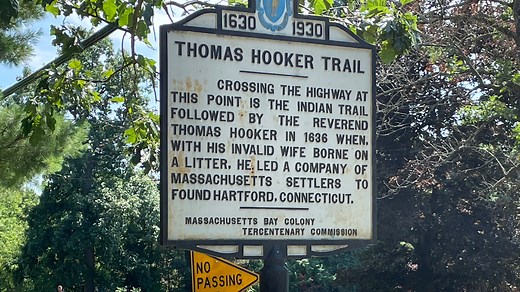 1630 1930
THOMAS HOOKER TRAIL
CROSSING THE HIGHWAY AT
THIS POINT IS THE INDIAN TRAIL
FOLLOWED BY THE REVEREND
THOMAS HOOKER IN 1636 WHEN,
WITH HIS INVALID WIFE BORNE ON
A LITTER, HE LED A COMPANY OF
MASSACHUSETTS SETTLERS TO
FOUND HARTFORD, CONNECTICUT.
MASSACHUSETTS BAY COLONY
TERCENTENARY COMMISSION
NO
PASSING